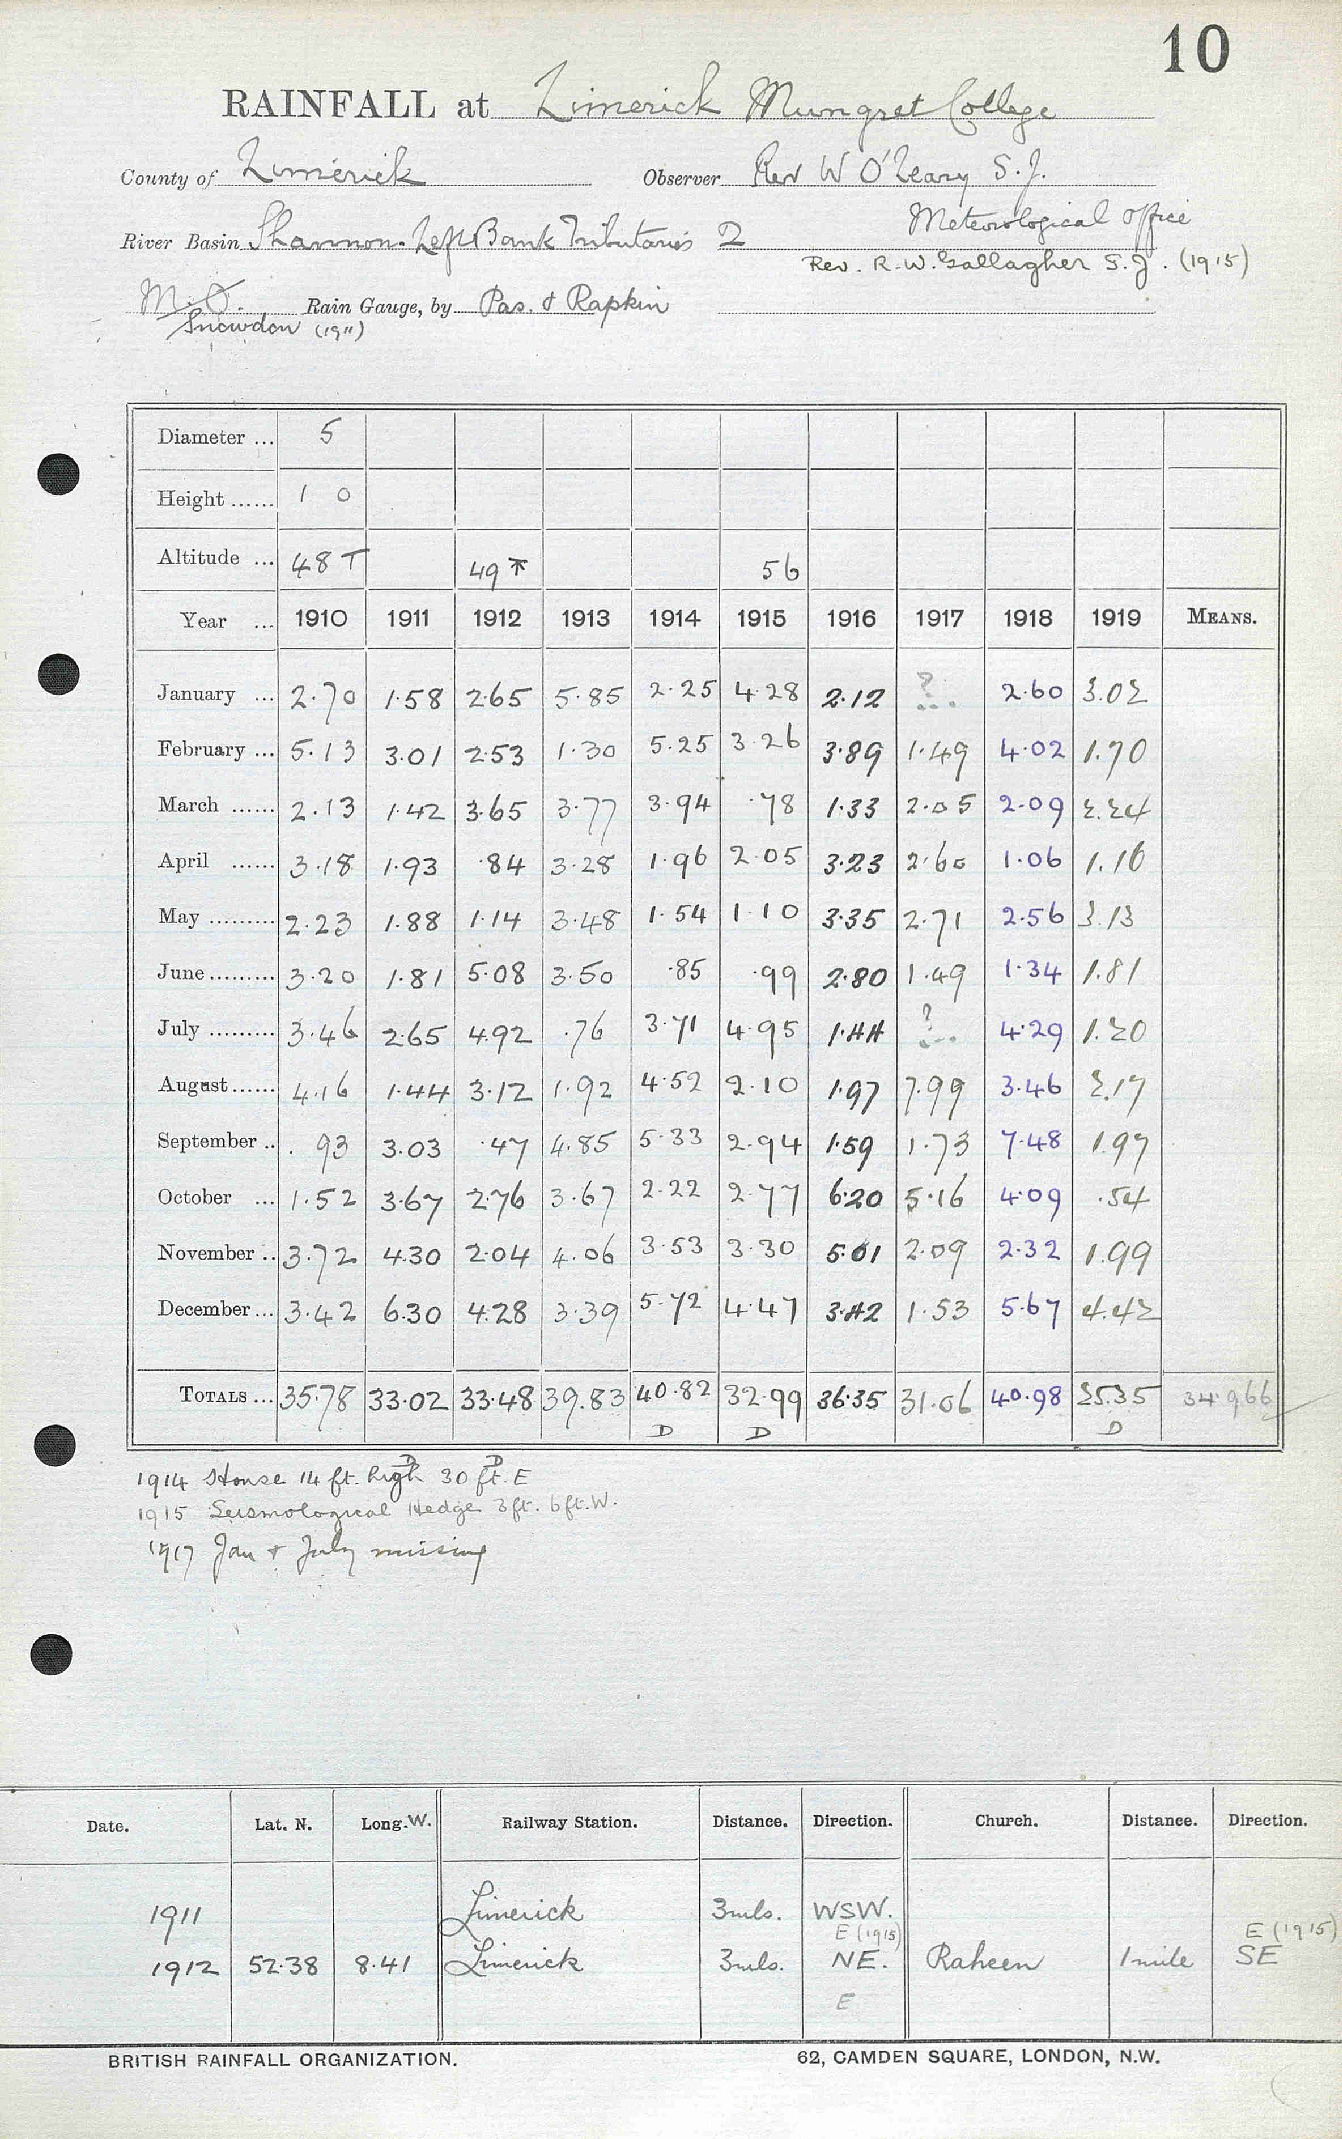 10
RAINFALL at Limerick Mungret College
County of Limerick Observer Rev W O'Leary S.J.
Meteorological Office
River Basin Shannon. Left Bank Tributaries 2
Rev. R.W. Gallagher S.J. (1915)
M.O. Rain Gauge, by Pas. & Rapkin
Snowdon (1911)
Diameter ... 5
Height ...... 1 0
Altitude ... 48 T 49 56
Year ... 1910 1911 1912 1913 1914 1915 1916 1917 1918 1919 MEANS.
January ... 2.70 1.58 2.65 5.85 2.25 4.28 2.12 ?... 2.60 3.02
February ... 5.13 3.01 2.53 1.30 5.25 3.26 3.89 1.49 4.02 1.70
March ...... 2.13 1.42 3.65 3.77 3.94 .78 1.33 2.05 2.09 2.24
April ...... 3.18 1.93 .84 3.28 1.96 2.05 3.23 2.60 1.06 1.16
May ......... 2.23 1.88 1.14 3.48 1.54 1.10 3.35 2.71 2.56 3.13
June ......... 3.20 1.81 5.08 3.50 .85 .99 2.80 1.49 1.34 1.81
July ......... 3.46 2.65 4.92 .76 3.71 4.95 1.44 ?... 4.29 1.20
August ...... 4.16 1.44 3.12 1.92 4.52 2.10 1.97 7.99 3.46 2.17
September .. .93 3.03 .47 4.85 5.33 2.94 1.59 1.73 7.48 1.97
October ... 1.52 3.67 2.76 3.67 2.22 2.77 6.20 5.16 4.09 .54
November .. 3.72 4.30 2.04 4.06 3.53 3.30 5.01 2.09 2.32 1.99
December ... 3.42 6.30 4.28 3.39 5.72 4.47 3.42 1.53 5.67 4.42
TOTALS ... 35.78 33.02 33.48 39.83 40.82 32.99 36.35 31.06 40.98 25.35 34.966
D D D
D D
1914 House 14 ft. high 30 ft. E
1915 Seismological Hedge 3ft. 6ft. W.
1917 Jan & July missing
Date. Lat. N. Long. W. Railway Station. Distance. Direction. Church. Distance. Direction.
1911 Limerick 3mls. WSW.
E (1915) E (1915)
1912 52.38 8.41 Limerick 3mls. NE. Raheen 1 mile SE
E
BRITISH RAINFALL ORGANIZATION. 62, CAMDEN SQUARE, LONDON, N.W.